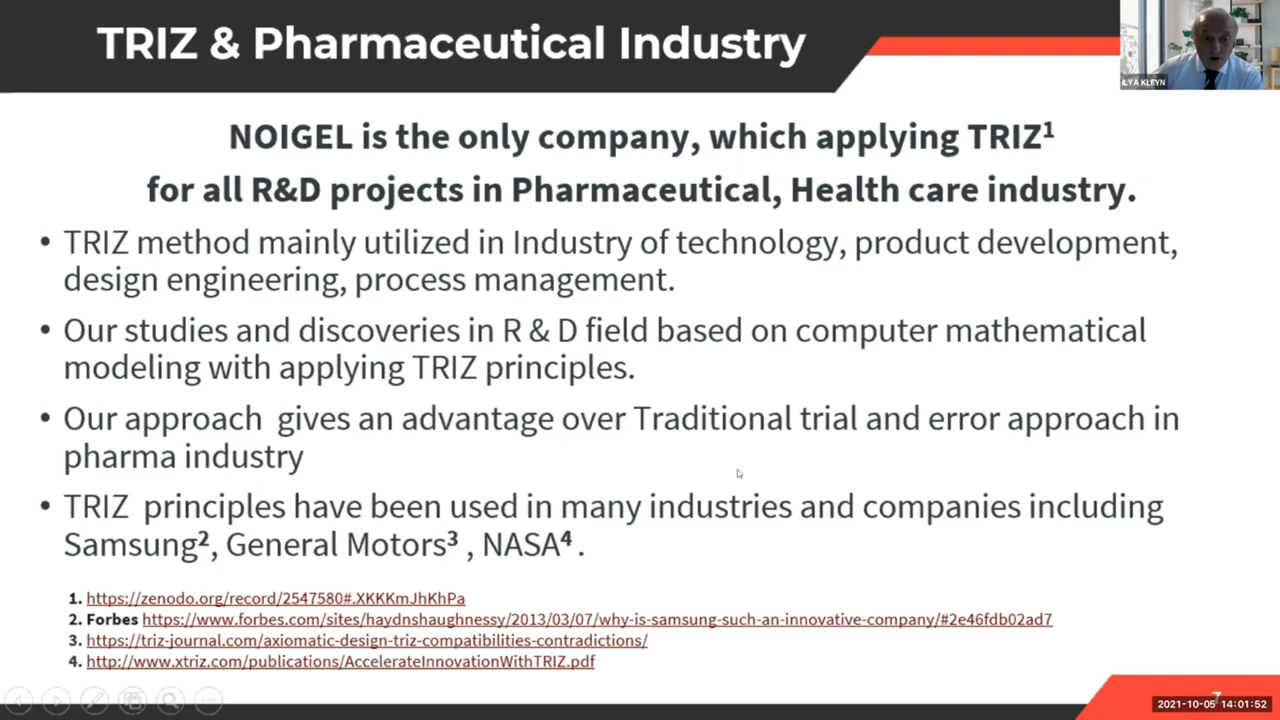 TRIZ & Pharmaceutical Industry
ILYA KLEYN
NOIGEL is the only company, which applying TRIZ¹
for all R&D projects in Pharmaceutical, Health care industry.
• TRIZ method mainly utilized in Industry of technology, product development,
design engineering, process management.
• Our studies and discoveries in R & D field based on computer mathematical
modeling with applying TRIZ principles.
• Our approach  gives an advantage over Traditional trial and error approach in
pharma industry
• TRIZ  principles have been used in many industries and companies including
Samsung², General Motors³ , NASA⁴ .
1. https://zenodo.org/record/2547580#.XKKKmJhKhPa
2. Forbes https://www.forbes.com/sites/haydnshaughnessy/2013/03/07/why-is-samsung-such-an-innovative-company/#2e46fdb02ad7
3. https://triz-journal.com/axiomatic-design-triz-compatibilities-contradictions/
4. http://www.xtriz.com/publications/AccelerateInnovationWithTRIZ.pdf
7
2021-10-05 14:01:52